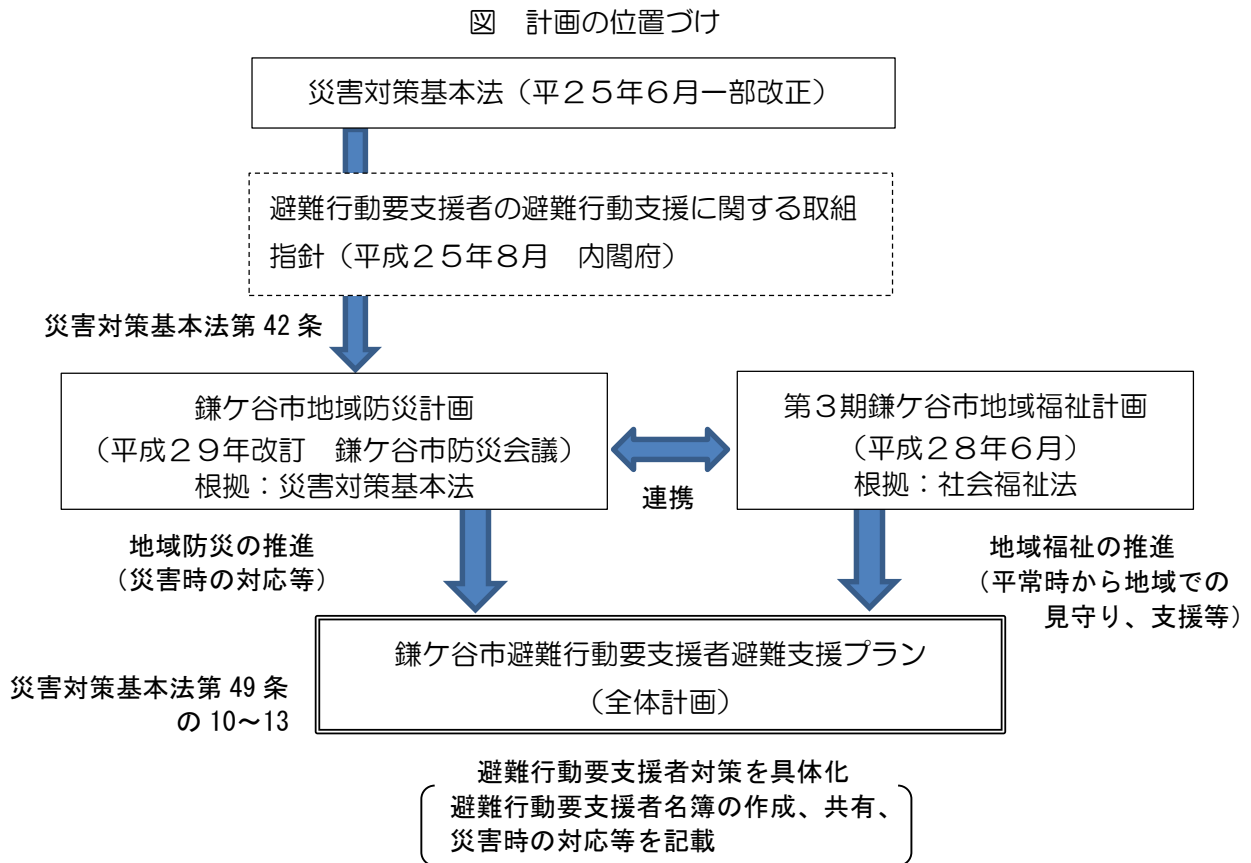 図　計画の位置づけ
災害対策基本法（平２５年６月一部改正）
避難行動要支援者の避難行動支援に関する取組
指針（平成２５年８月　内閣府）
災害対策基本法第 42 条
鎌ケ谷市地域防災計画
（平成２９年改訂　鎌ケ谷市防災会議）
根拠：災害対策基本法
連携
第３期鎌ケ谷市地域福祉計画
（平成２８年６月）
根拠：社会福祉法
地域防災の推進
（災害時の対応等）
地域福祉の推進
（平常時から地域での
見守り、支援等）
災害対策基本法第 49 条
の 10～13
鎌ケ谷市避難行動要支援者避難支援プラン
（全体計画）
避難行動要支援者対策を具体化
避難行動要支援者名簿の作成、共有、
災害時の対応等を記載